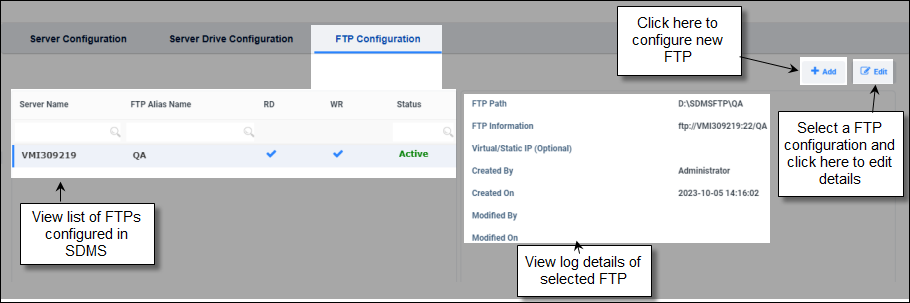 Click here to
configure new
FTP
Server Configuration
Server Drive Configuration
FTP Configuration
Add
Edit
Server Name
FTP Alias Name
RD
WR
Status
VMI309219
QA
Active
FTP Path
D:\SDMSFTP\QA
FTP Information
ftp://VMI309219:22/QA
Virtual/Static IP (Optional)
Created By
Administrator
Created On
2023-10-05 14:16:02
Modified By
Modified On
Select a FTP
configuration and
click here to edit
details
View list of FTPs
configured in
SDMS
View log details of
selected FTP